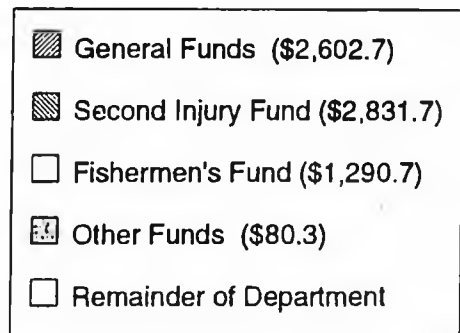 General Funds ($2,602.7)
Second Injury Fund ($2,831.7)
Fishermen's Fund ($1,290.7)
Other Funds ($80.3)
Remainder of Department